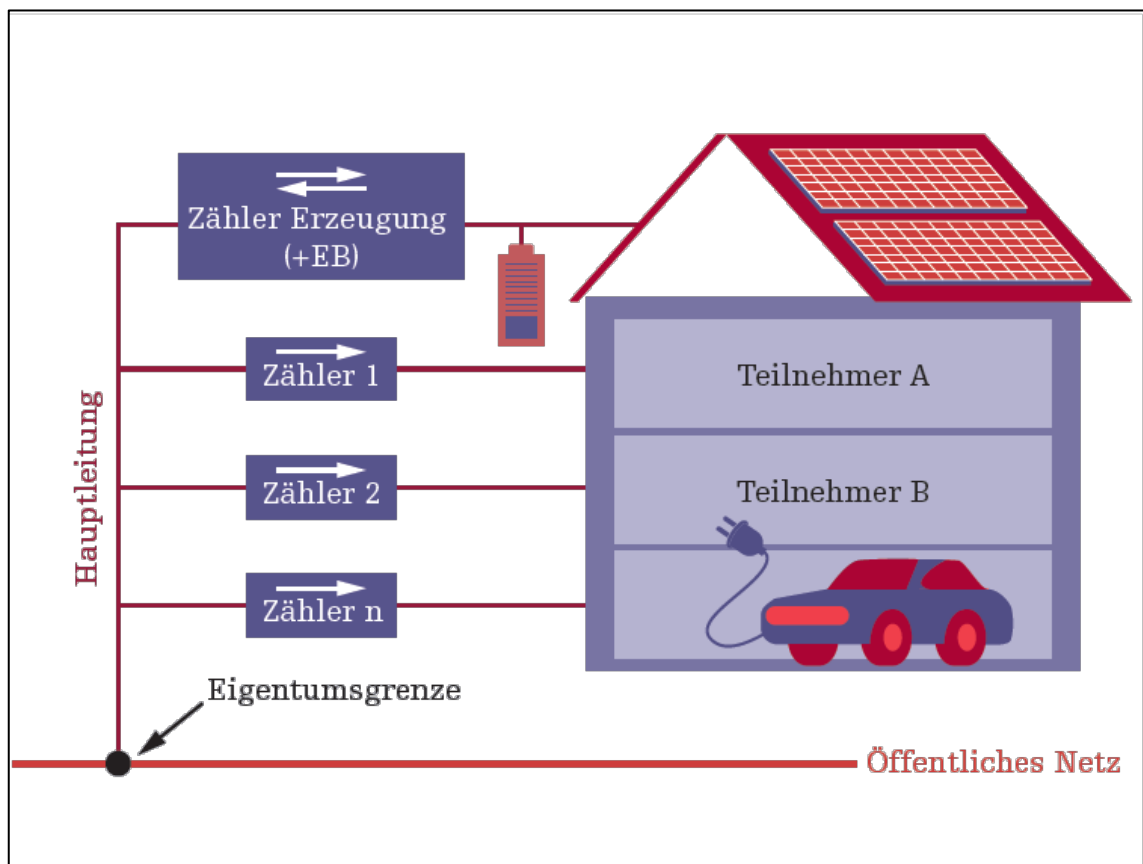 Zähler Erzeugung
(+EB)
Zähler 1
Teilnehmer A
Hauptleitung
Zähler 2
Teilnehmer B
Zähler n
Eigentumsgrenze
Öffentliches Netz